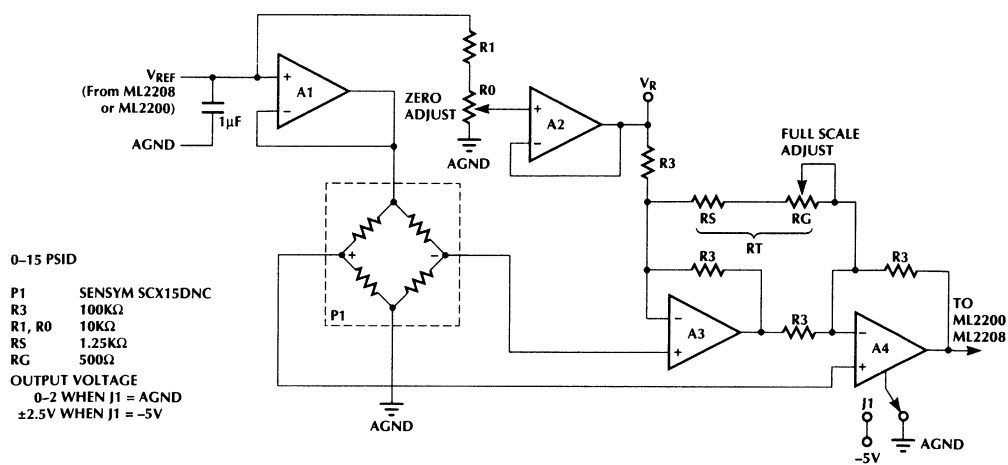 VREF
(From ML2208
or ML2200)
1µF
AGND
+
−
A1
R1
ZERO
ADJUST
R0
AGND
+
−
A2
VR
R3
FULL SCALE
ADJUST
RS
RG
RT
R3
R3
−
+
A3
R3
−
+
A4
TO
ML2200
ML2208
J1
−5V
AGND
+
−
P1
AGND
0–15 PSID
P1 SENSYM SCX15DNC
R3 100KΩ
R1, R0 10KΩ
RS 1.25KΩ
RG 500Ω
OUTPUT VOLTAGE
0–2 WHEN J1 = AGND
±2.5V WHEN J1 = –5V